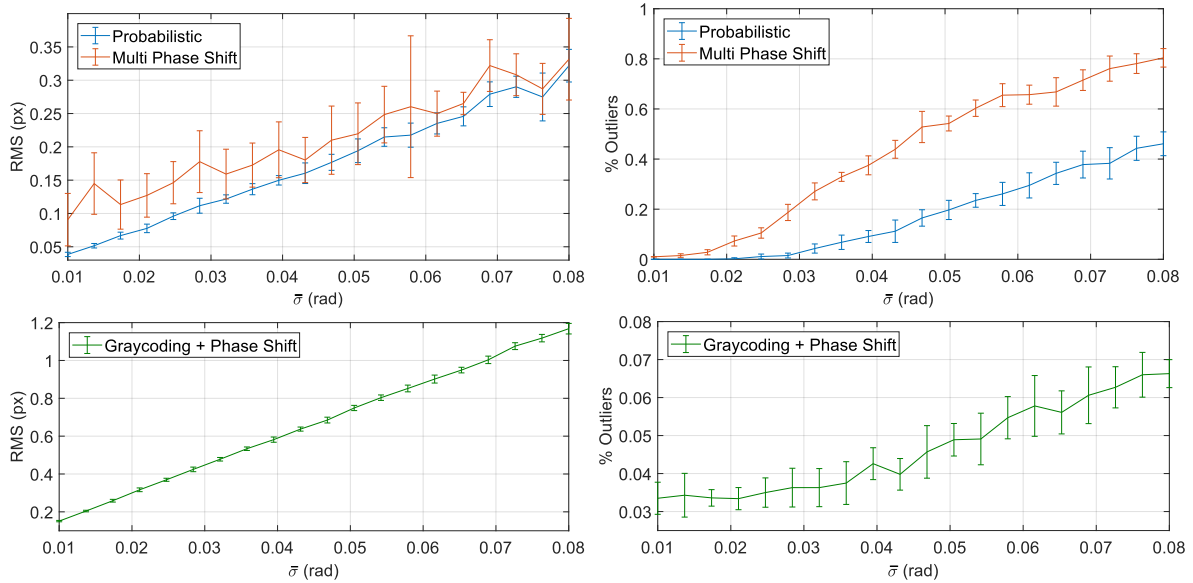 Probabilistic
Multi Phase Shift
RMS (px)
0.35
0.3
0.25
0.2
0.15
0.1
0.05
0.01 0.02 0.03 0.04 0.05 0.06 0.07 0.08
σ̅ (rad)
Probabilistic
Multi Phase Shift
% Outliers
1
0.8
0.6
0.4
0.2
0
0.01 0.02 0.03 0.04 0.05 0.06 0.07 0.08
σ̅ (rad)
Graycoding + Phase Shift
RMS (px)
1.2
1
0.8
0.6
0.4
0.2
0.01 0.02 0.03 0.04 0.05 0.06 0.07 0.08
σ̅ (rad)
Graycoding + Phase Shift
% Outliers
0.08
0.07
0.06
0.05
0.04
0.03
0.01 0.02 0.03 0.04 0.05 0.06 0.07 0.08
σ̅ (rad)